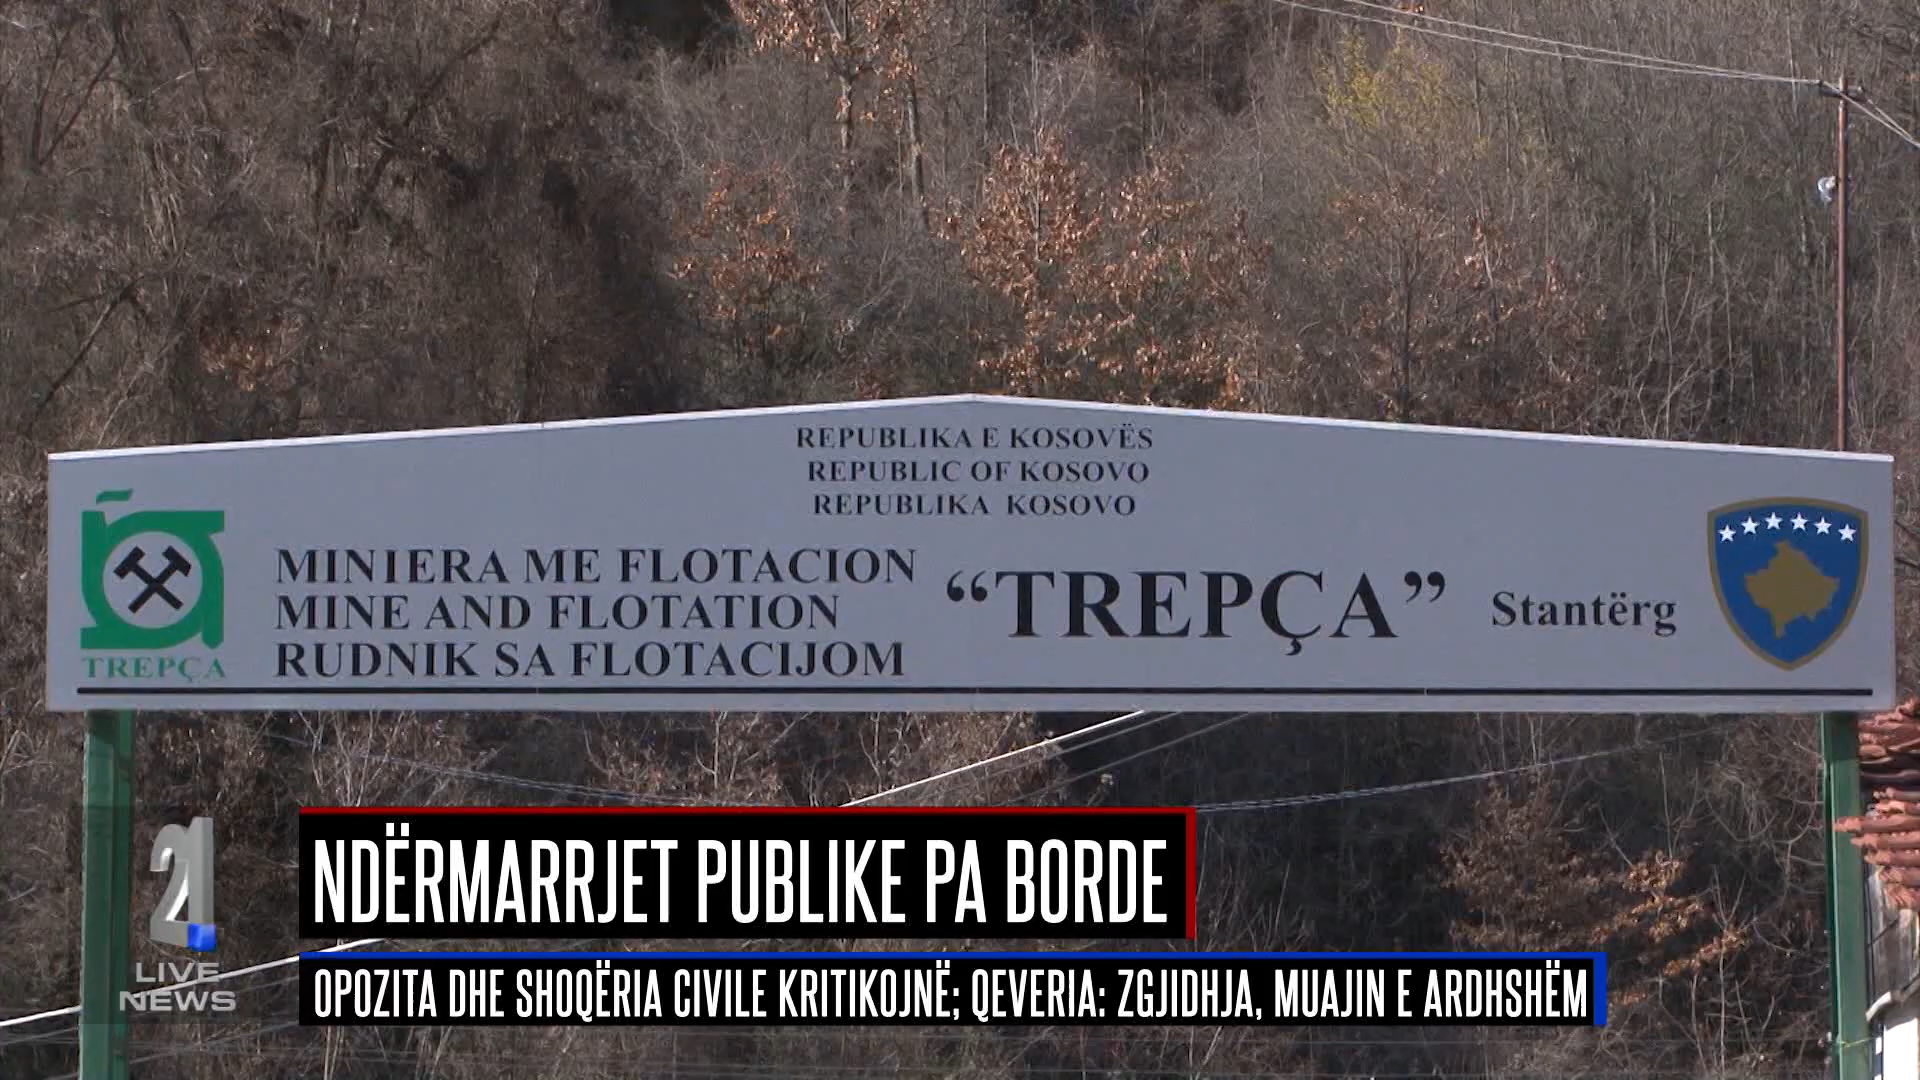 REPUBLIKA E KOSOVËS
REPUBLIC OF KOSOVO
REPUBLIKA KOSOVO
MINIERA ME FLOTACION
MINE AND FLOTATION
RUDNIK SA FLOTACIJOM
“TREPÇA” Stantërg
TREPÇA
NDËRMARRJET PUBLIKE PA BORDE
OPOZITA DHE SHOQËRIA CIVILE KRITIKOJNË; QEVERIA: ZGJIDHJA, MUAJIN E ARDHSHËM
21
LIVE
NEWS